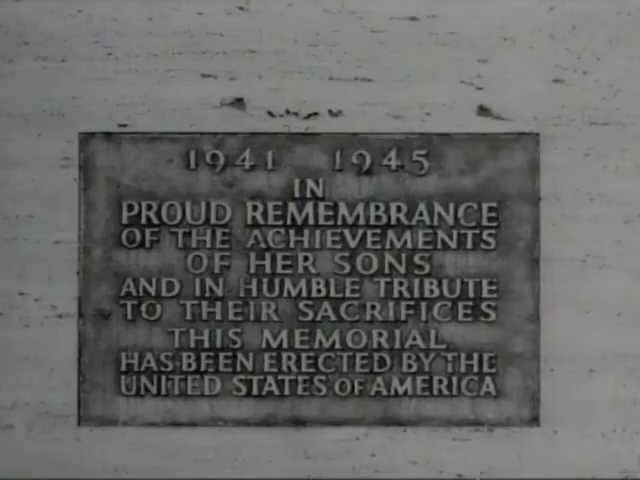 1941 1945
IN
PROUD REMEMBRANCE
OF THE ACHIEVEMENTS
OF HER SONS
AND IN HUMBLE TRIBUTE
TO THEIR SACRIFICES
THIS MEMORIAL
HAS BEEN ERECTED BY THE
UNITED STATES OF AMERICA